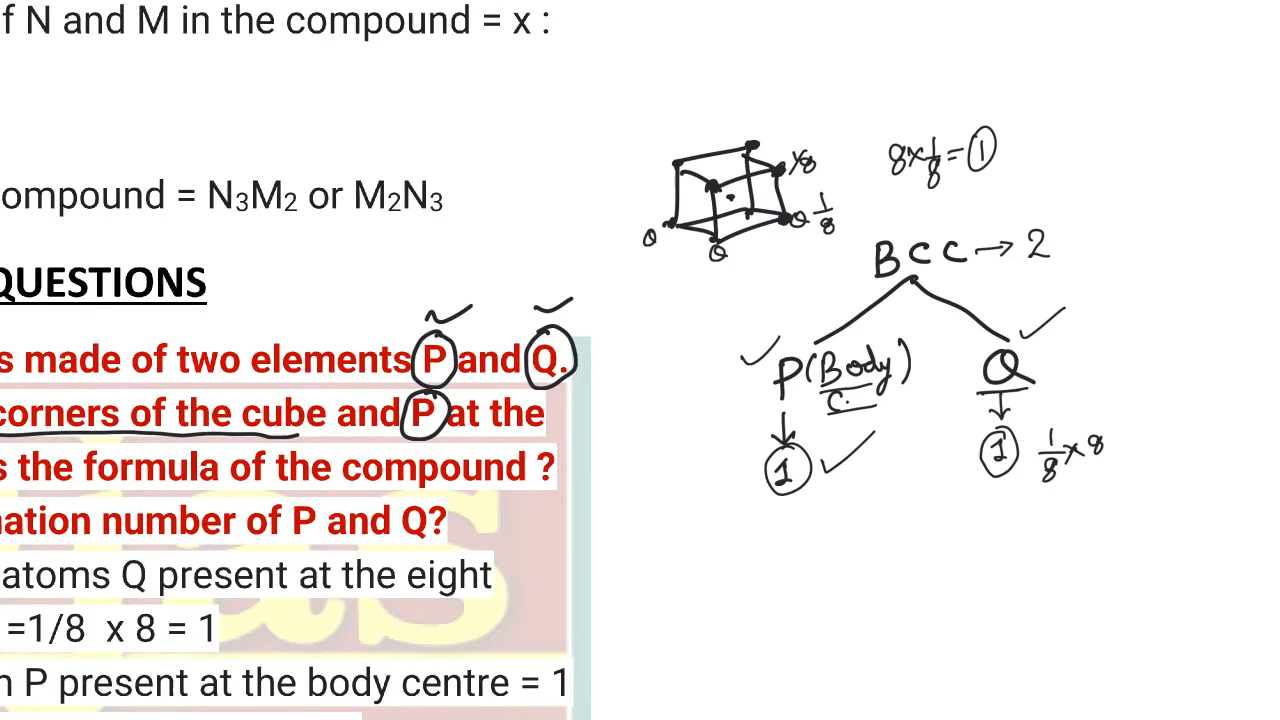 f N and M in the compound = x :
ompound = N₃M₂ or M₂N₃
QUESTIONS
s made of two elements P and Q.
corners of the cube and P at the
s the formula of the compound ?
nation number of P and Q?
atoms Q present at the eight
=1/8 x 8 = 1
n P present at the body centre = 1
1/8
8×1/8=1
Q 1/8
Q
Q
BCC→2
P(Body)
C.
Q
1
1 1/8×8